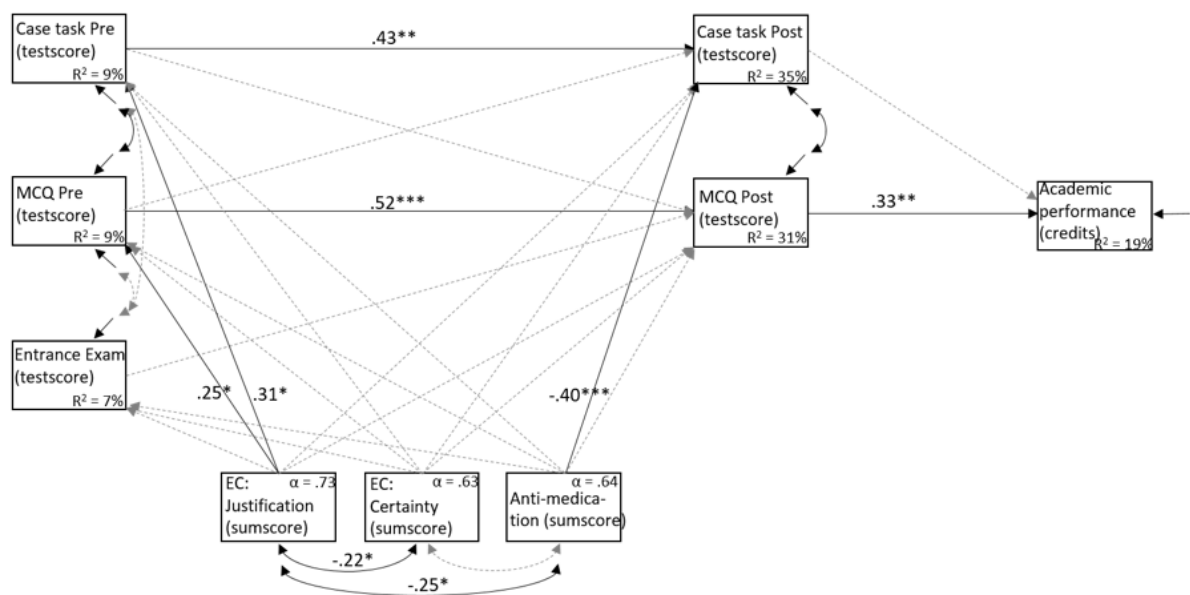 Case task Pre
(testscore)
R² = 9%
.43**
Case task Post
(testscore)
R² = 35%
MCQ Pre
(testscore)
R² = 9%
.52***
MCQ Post
(testscore)
R² = 31%
.33**
Academic
performance
(credits)
R² = 19%
Entrance Exam
(testscore)
R² = 7%
.25*
.31*
-.40***
EC:
α = .73
Justification
(sumscore)
EC:
α = .63
Certainty
(sumscore)
α = .64
Anti-medica-
tion (sumscore)
-.22*
-.25*